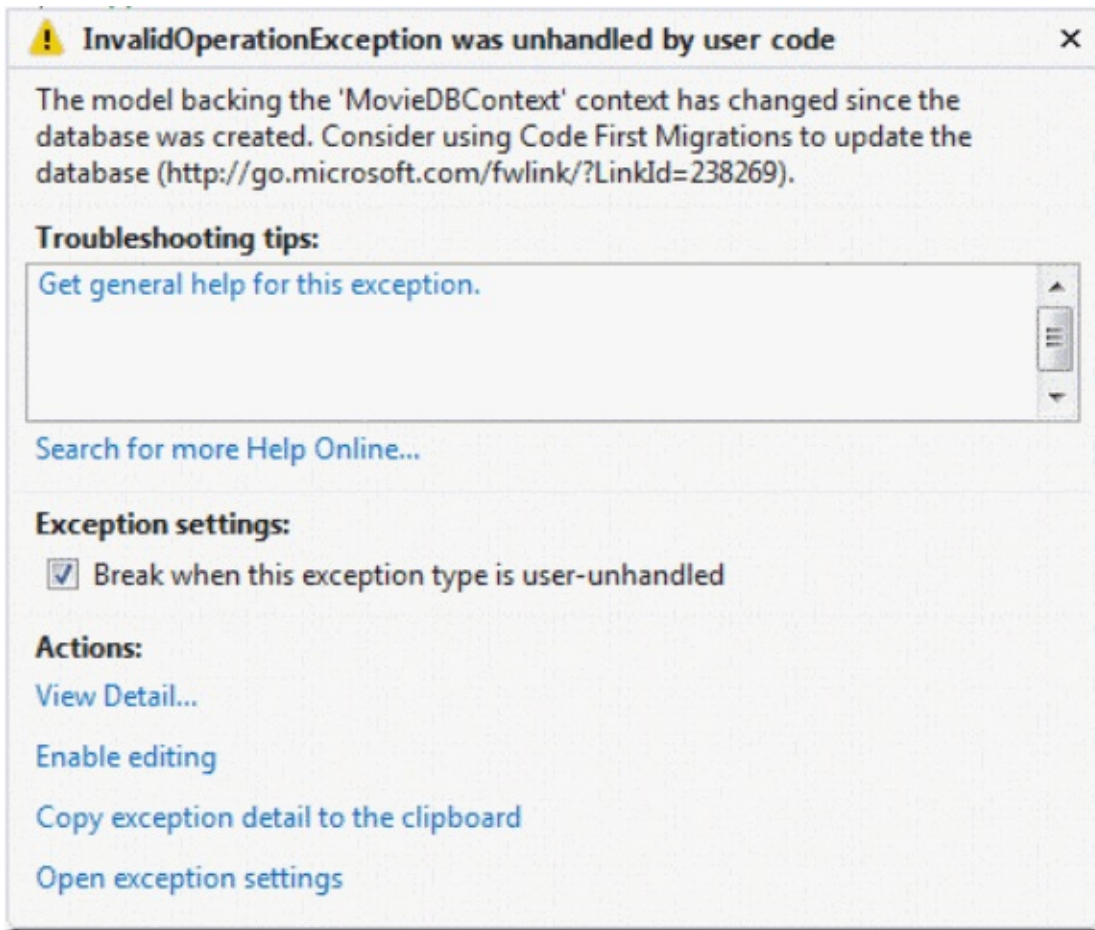 InvalidOperationException was unhandled by user code
The model backing the 'MovieDBContext' context has changed since the
database was created. Consider using Code First Migrations to update the
database (http://go.microsoft.com/fwlink/?LinkId=238269).
Troubleshooting tips:
Get general help for this exception.
Search for more Help Online...
Exception settings:
Break when this exception type is user-unhandled
Actions:
View Detail...
Enable editing
Copy exception detail to the clipboard
Open exception settings